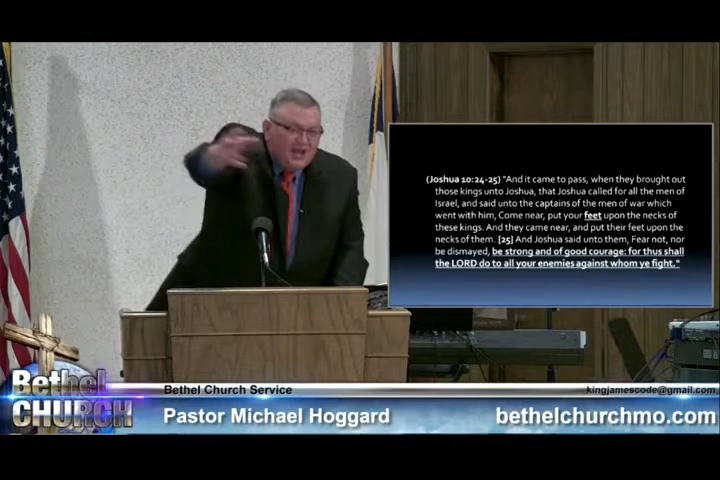 (Joshua 10:24-25) "And it came to pass, when they brought out
those kings unto Joshua, that Joshua called for all the men of
Israel, and said unto the captains of the men of war which
went with him, Come near, put your feet upon the necks of
these kings. And they came near, and put their feet upon the
necks of them. [25] And Joshua said unto them, Fear not, nor
be dismayed, be strong and of good courage: for thus shall
the LORD do to all your enemies against whom ye fight."
Bethel
CHURCH
Bethel Church Service
kingjamescode@gmail.com
Pastor Michael Hoggard
bethelchurchmo.com